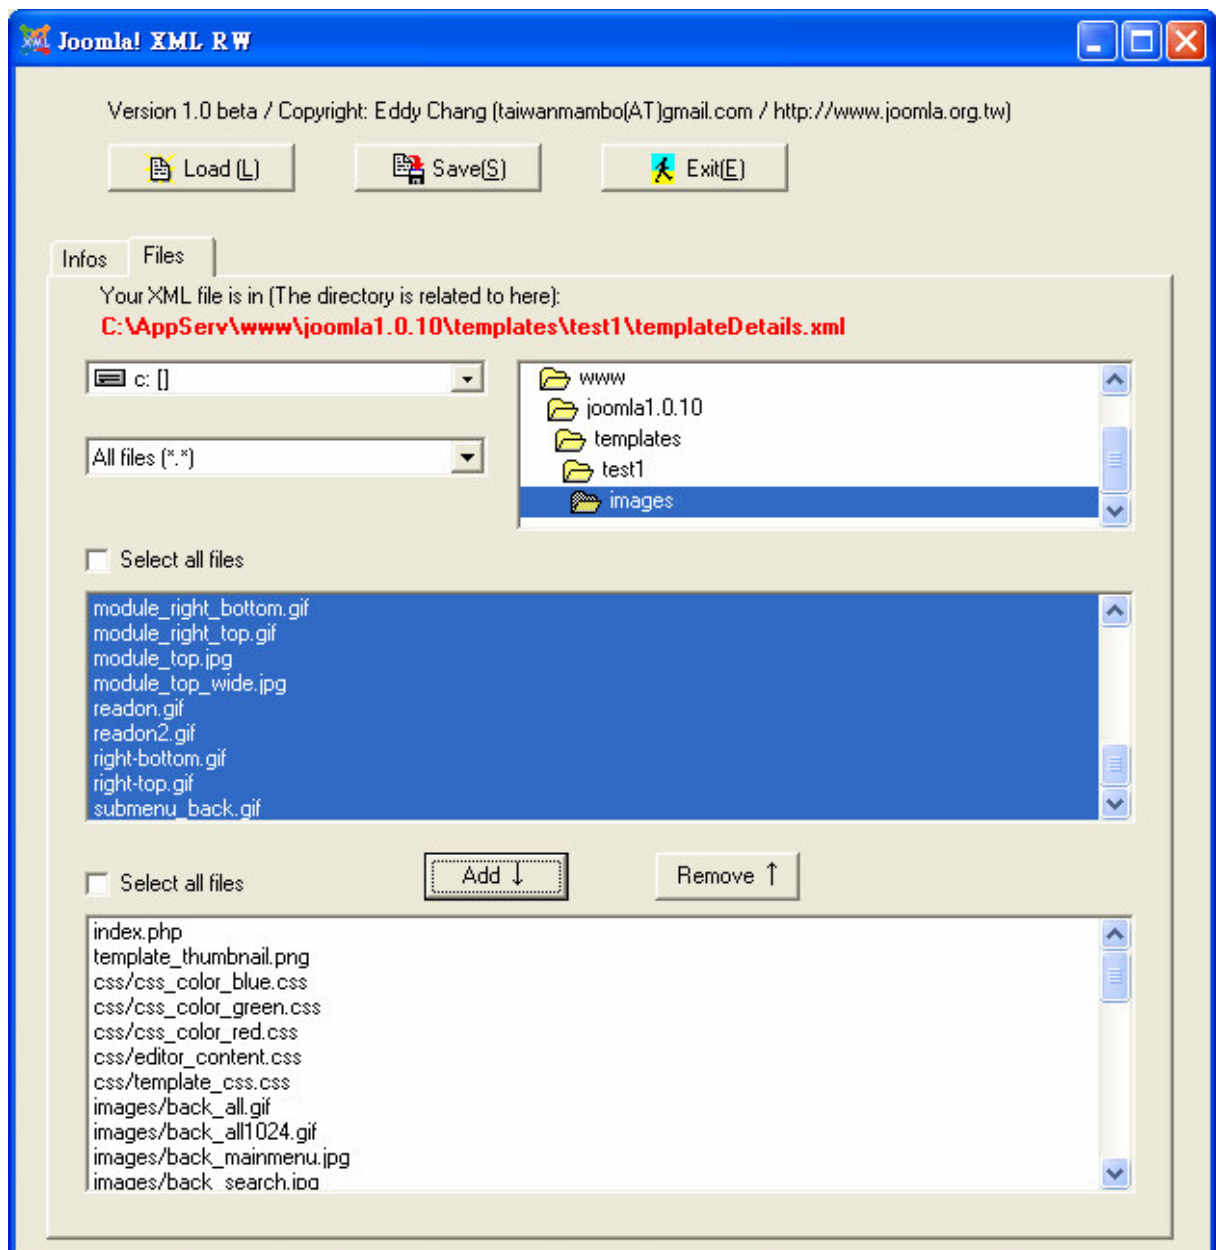 Joomla! XML RW
Version 1.0 beta / Copyright: Eddy Chang (taiwanmambo(AT)gmail.com / http://www.joomla.org.tw)
Load (L) Save(S) Exit(E)
Infos Files
Your XML file is in (The directory is related to here):
C:\AppServ\www\joomla1.0.10\templates\test1\templateDetails.xml
c: []
All files (*.*)
www
joomla1.0.10
templates
test1
images
Select all files
module_right_bottom.gif
module_right_top.gif
module_top.jpg
module_top_wide.jpg
readon.gif
readon2.gif
right-bottom.gif
right-top.gif
submenu_back.gif
Select all files Add ↓ Remove ↑
index.php
template_thumbnail.png
css/css_color_blue.css
css/css_color_green.css
css/css_color_red.css
css/editor_content.css
css/template_css.css
images/back_all.gif
images/back_all1024.gif
images/back_mainmenu.jpg
images/back_search.jpg